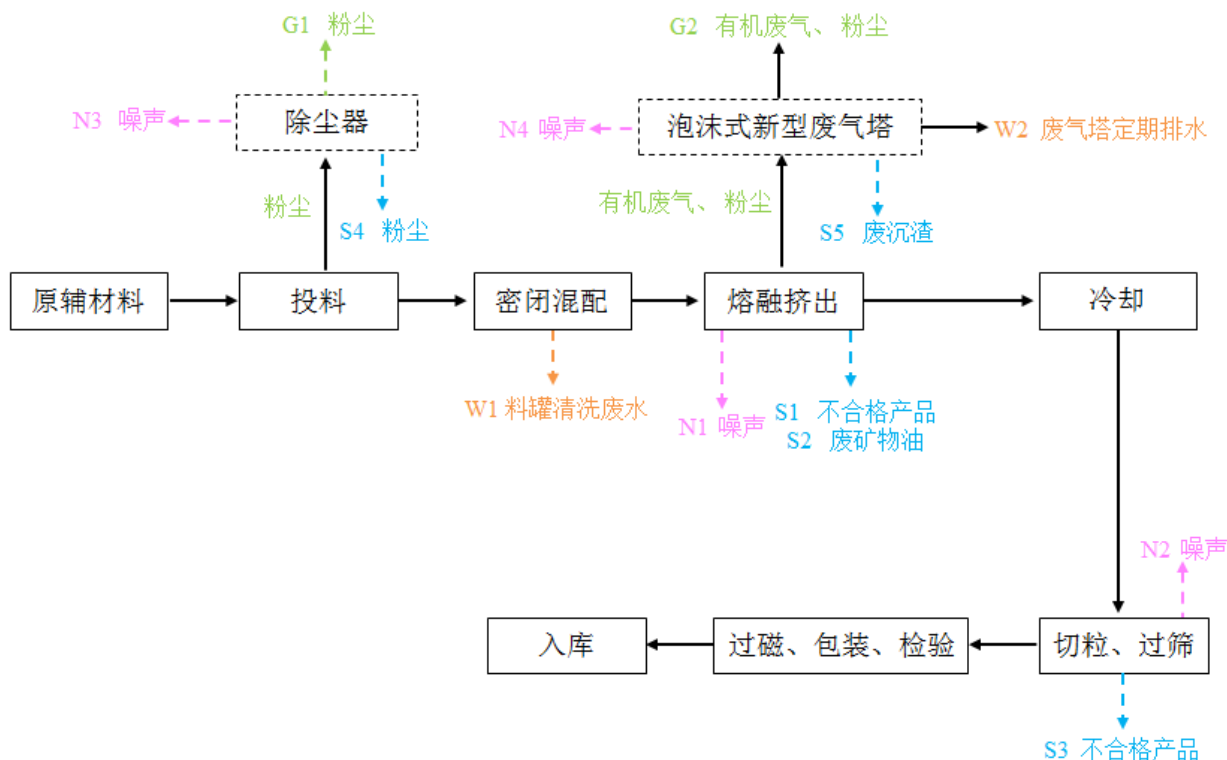 G1 粉尘
G2 有机废气、粉尘
N3 噪声
除尘器
N4 噪声
泡沫式新型废气塔
W2 废气塔定期排水
粉尘
S4 粉尘
有机废气、粉尘
S5 废沉渣
原辅材料
投料
密闭混配
熔融挤出
冷却
W1料罐清洗废水
N1 噪声
S1 不合格产品
S2 废矿物油
N2 噪声
入库
过磁、包装、检验
切粒、过筛
S3 不合格产品